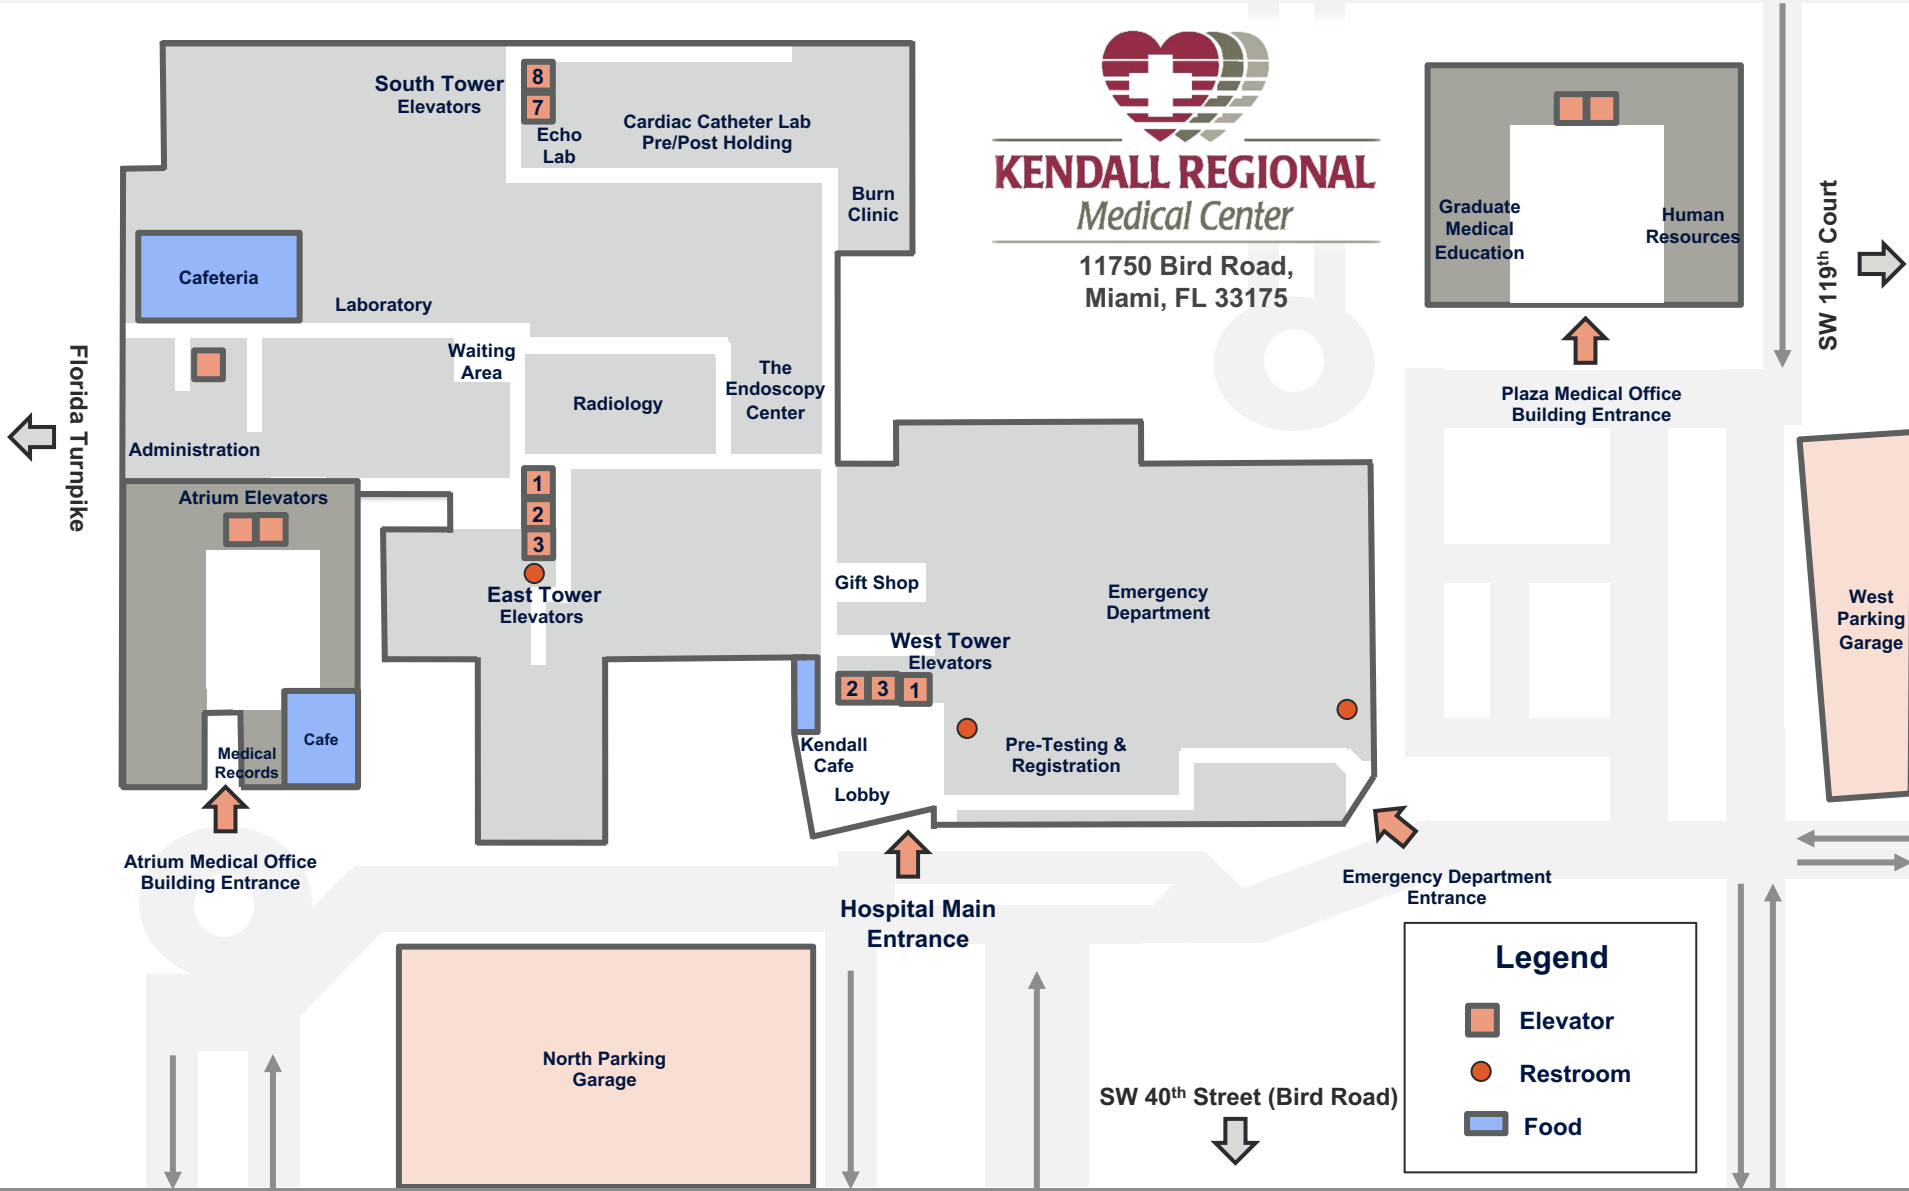 KENDALL REGIONAL
Medical Center
11750 Bird Road,
Miami, FL 33175
South Tower
Elevators
8
7
Echo
Lab
Cardiac Catheter Lab
Pre/Post Holding
Burn
Clinic
Graduate
Medical
Education
Human
Resources
SW 119th Court
Plaza Medical Office
Building Entrance
Cafeteria
Laboratory
Waiting
Area
Radiology
The
Endoscopy
Center
Florida Turnpike
Administration
Atrium Elevators
1
2
3
East Tower
Elevators
Gift Shop
Emergency
Department
West Tower
Elevators
2 3 1
West
Parking
Garage
Medical
Records
Cafe
Kendall
Cafe
Lobby
Pre-Testing &
Registration
Atrium Medical Office
Building Entrance
Hospital Main
Entrance
Emergency Department
Entrance
North Parking
Garage
SW 40th Street (Bird Road)
Legend
Elevator
Restroom
Food